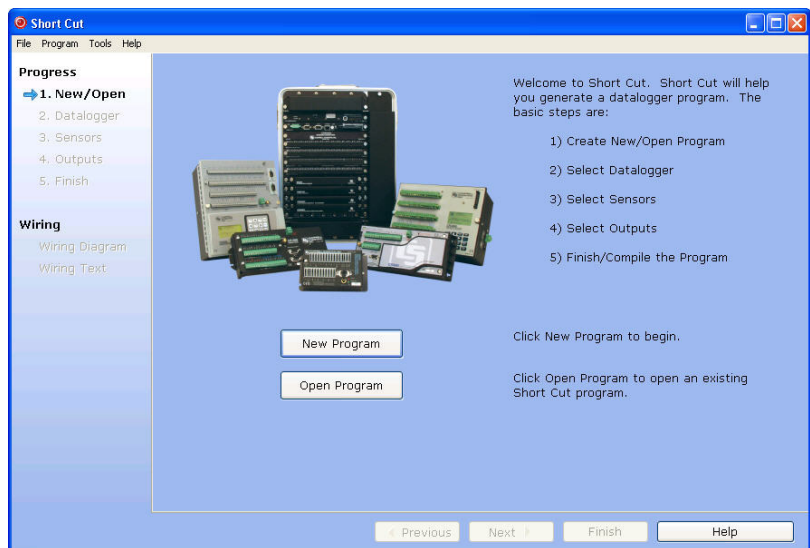 Short Cut
File Program Tools Help
Progress
1. New/Open
2. Datalogger
3. Sensors
4. Outputs
5. Finish
Wiring
Wiring Diagram
Wiring Text
Welcome to Short Cut. Short Cut will help
you generate a datalogger program. The
basic steps are:
1) Create New/Open Program
2) Select Datalogger
3) Select Sensors
4) Select Outputs
5) Finish/Compile the Program
New Program
Click New Program to begin.
Open Program
Click Open Program to open an existing
Short Cut program.
Previous Next Finish Help